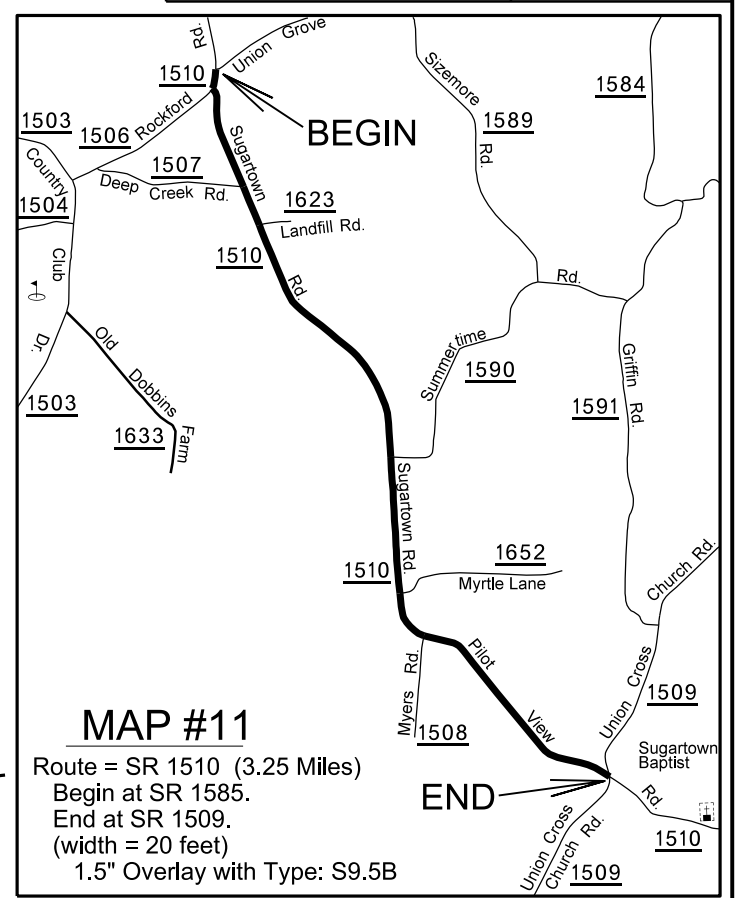 Rd.
Union Grove
1510
BEGIN
Rockford
1503
1506
Sugartown
Sizemore
1589
Rd.
1584
Country
1507
Deep Creek Rd.
1504
1623
Landfill Rd.
1510
Rd.
Club
Dr.
Old Dobbins Farm
1503
1633
Rd.
Summertime
1590
Griffin Rd.
1591
Sugartown Rd.
1510
1652
Myrtle Lane
Church Rd.
Pilot View
Myers Rd.
1508
Union Cross
1509
Sugartown
Baptist
END
Rd.
1510
Union Cross
Church Rd.
1509
MAP #11
Route = SR 1510 (3.25 Miles)
Begin at SR 1585.
End at SR 1509.
(width = 20 feet)
1.5" Overlay with Type: S9.5B